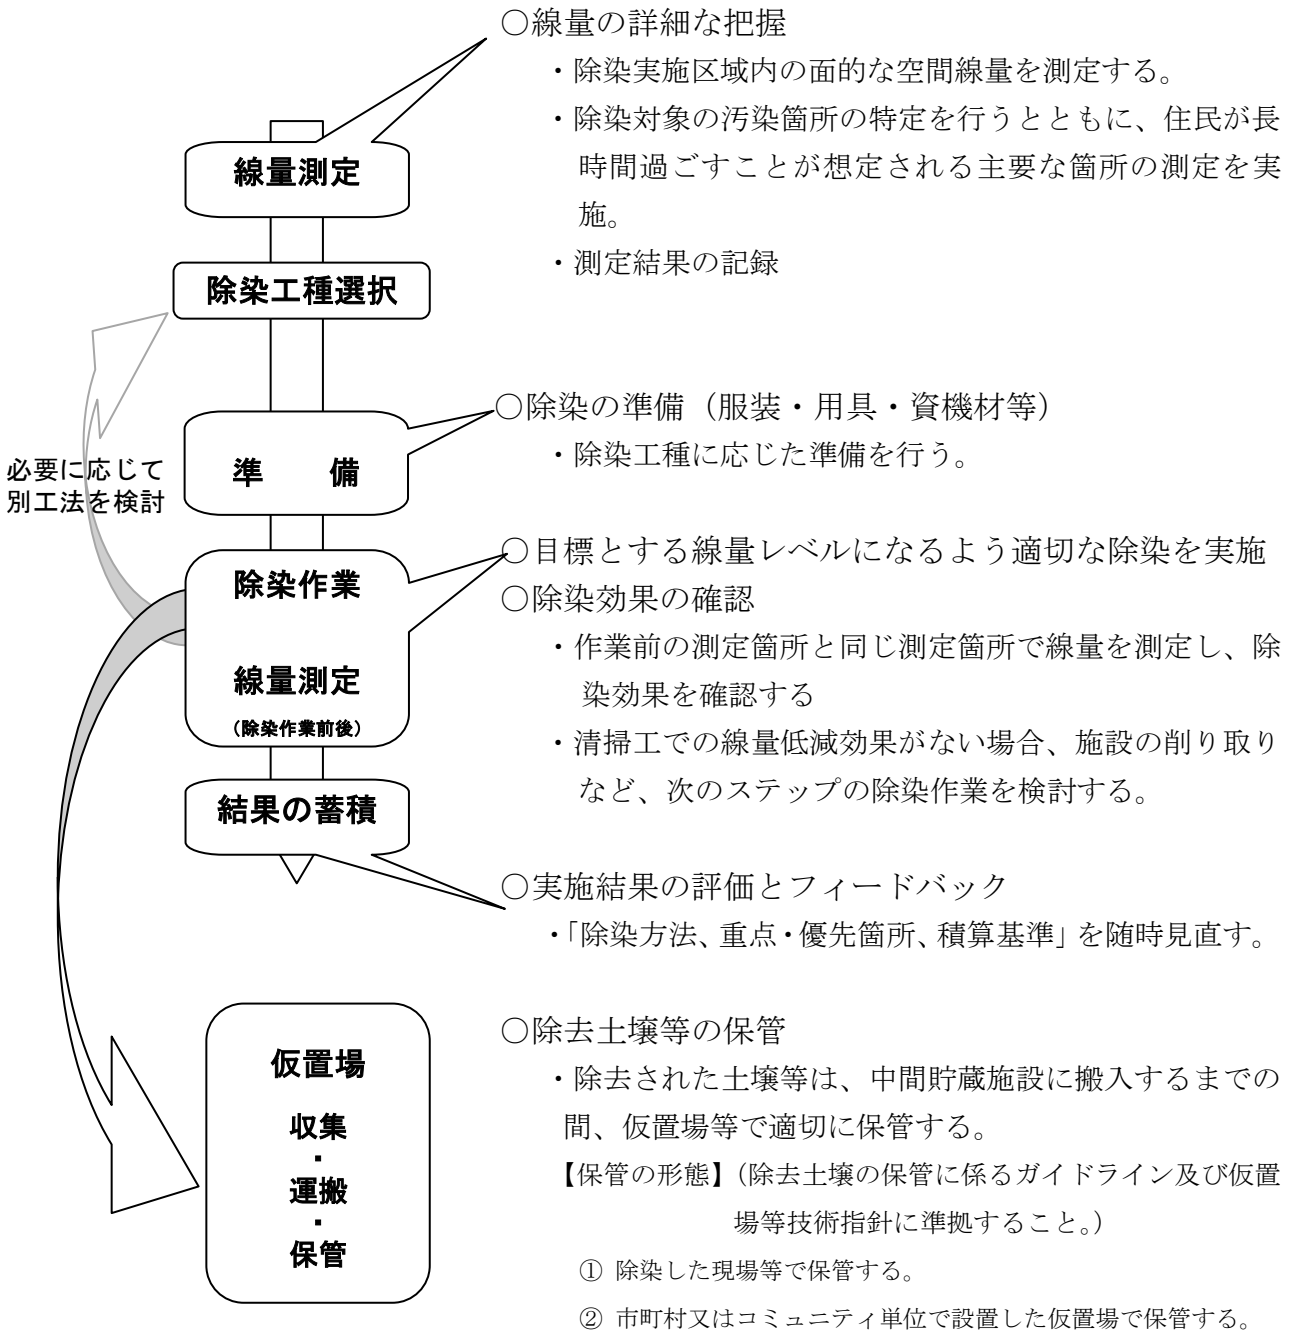 ○線量の詳細な把握
・除染実施区域内の面的な空間線量を測定する。
・除染対象の汚染箇所の特定を行うとともに、住民が長
時間過ごすことが想定される主要な箇所の測定を実
施。
・測定結果の記録
線量測定
除染工種選択
○除染の準備（服装・用具・資機材等）
・除染工種に応じた準備を行う。
準　備
必要に応じて
別工法を検討
○目標とする線量レベルになるよう適切な除染を実施
○除染効果の確認
・作業前の測定箇所と同じ測定箇所で線量を測定し、除
染効果を確認する
・清掃工での線量低減効果がない場合、施設の削り取り
など、次のステップの除染作業を検討する。
除染作業
線量測定
（除染作業前後）
結果の蓄積
○実施結果の評価とフィードバック
・「除染方法、重点・優先箇所、積算基準」を随時見直す。
仮置場
収集
・
運搬
・
保管
○除去土壌等の保管
・除去された土壌等は、中間貯蔵施設に搬入するまでの
間、仮置場等で適切に保管する。
【保管の形態】（除去土壌の保管に係るガイドライン及び仮置
場等技術指針に準拠すること。）
① 除染した現場等で保管する。
② 市町村又はコミュニティ単位で設置した仮置場で保管する。